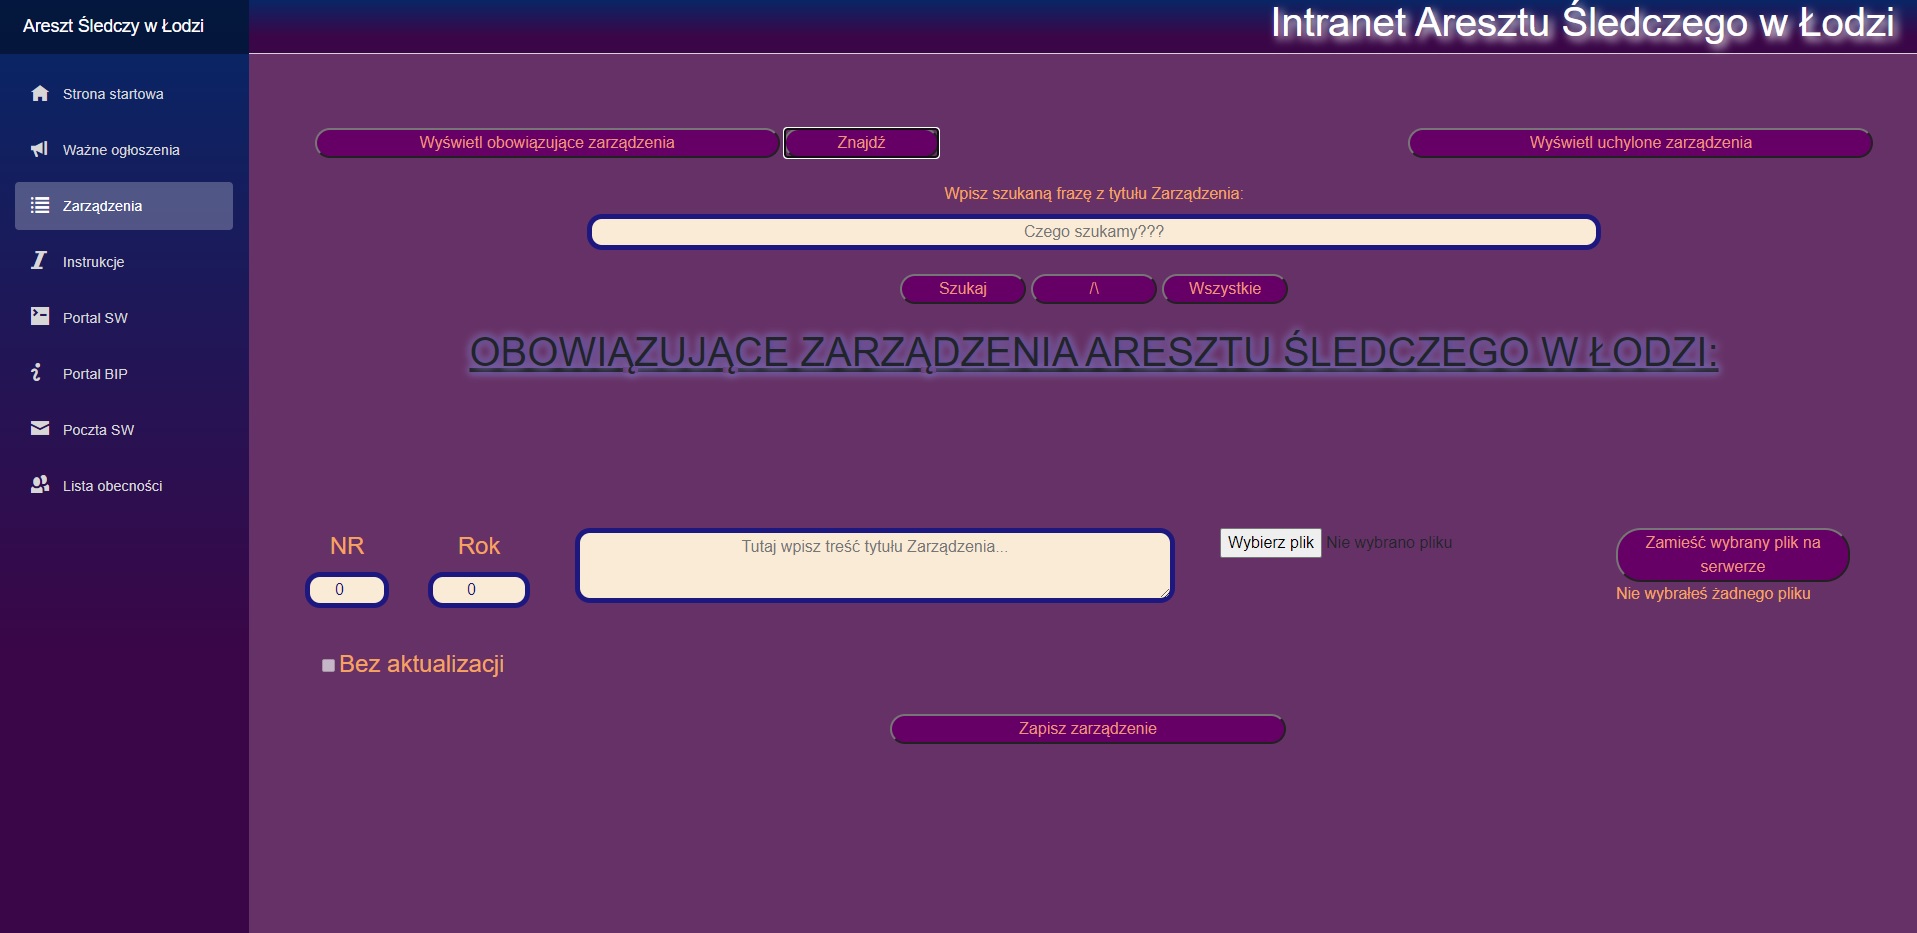 Areszt Śledczy w Łodzi
Intranet Aresztu Śledczego w Łodzi
Strona startowa
Ważne ogłoszenia
Zarządzenia
Instrukcje
Portal SW
Portal BIP
Poczta SW
Lista obecności
Wyświetl obowiązujące zarządzenia
Znajdź
Wyświetl uchylone zarządzenia
Wpisz szukaną frazę z tytułu Zarządzenia:
Czego szukamy???
Szukaj
/\
Wszystkie
OBOWIĄZUJĄCE ZARZĄDZENIA ARESZTU ŚLEDCZEGO W ŁODZI:
NR
Rok
0
0
Tutaj wpisz treść tytułu Zarządzenia...
Wybierz plik Nie wybrano pliku
Zamieść wybrany plik na
serwerze
Nie wybrałeś żadnego pliku
Bez aktualizacji
Zapisz zarządzenie